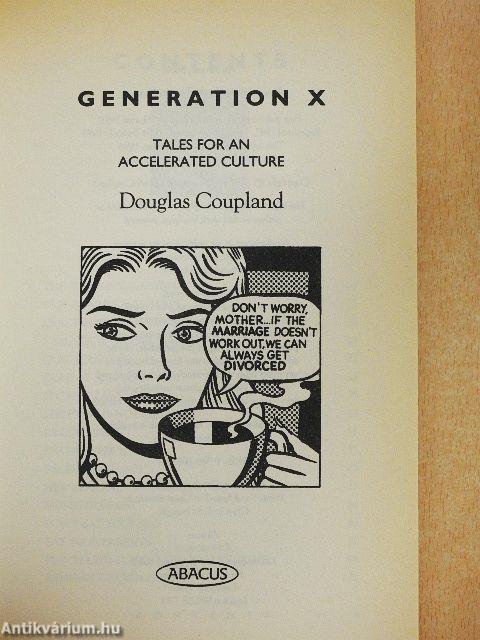 GENERATION X
TALES FOR AN
ACCELERATED CULTURE
Douglas Coupland
DON'T WORRY,
MOTHER...IF THE
MARRIAGE DOESN'T
WORK OUT, WE CAN
ALWAYS GET
DIVORCED
ABACUS
Antikvárium.hu